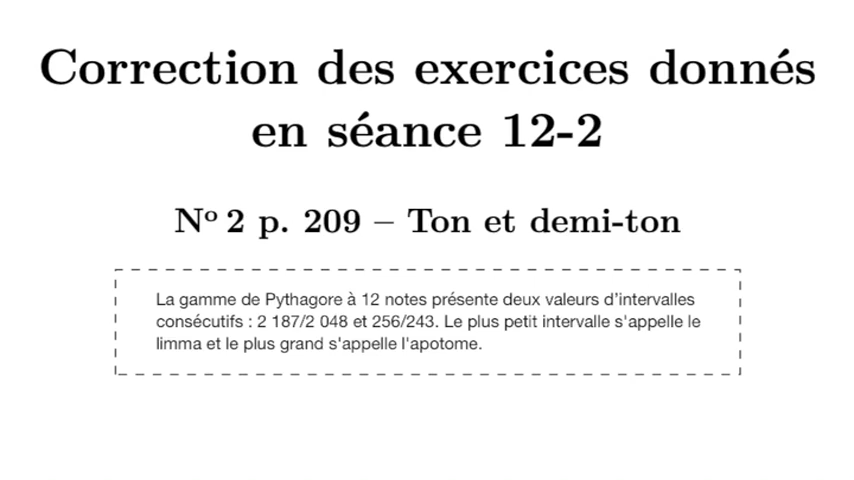 Correction des exercices donnés
en séance 12-2
Nº 2 p. 209 – Ton et demi-ton
La gamme de Pythagore à 12 notes présente deux valeurs d'intervalles
consécutifs : 2 187/2 048 et 256/243. Le plus petit intervalle s'appelle le
limma et le plus grand s'appelle l'apotome.